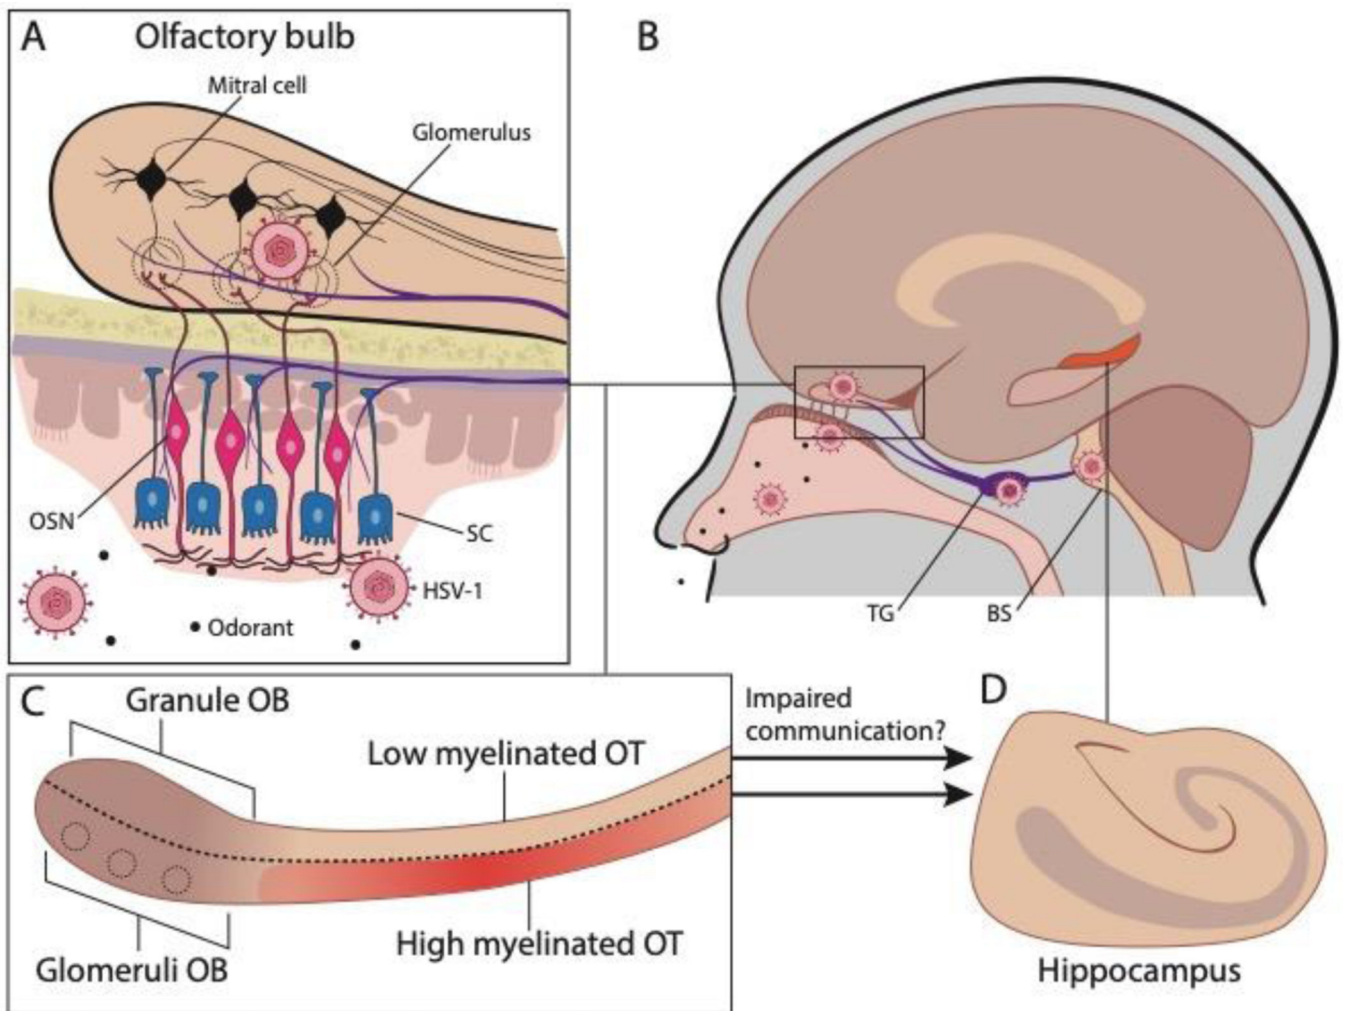 A
Olfactory bulb
Mitral cell
Glomerulus
OSN
SC
HSV-1
Odorant
B
TG
BS
C
Granule OB
Low myelinated OT
High myelinated OT
Glomeruli OB
Impaired
communication?
D
Hippocampus